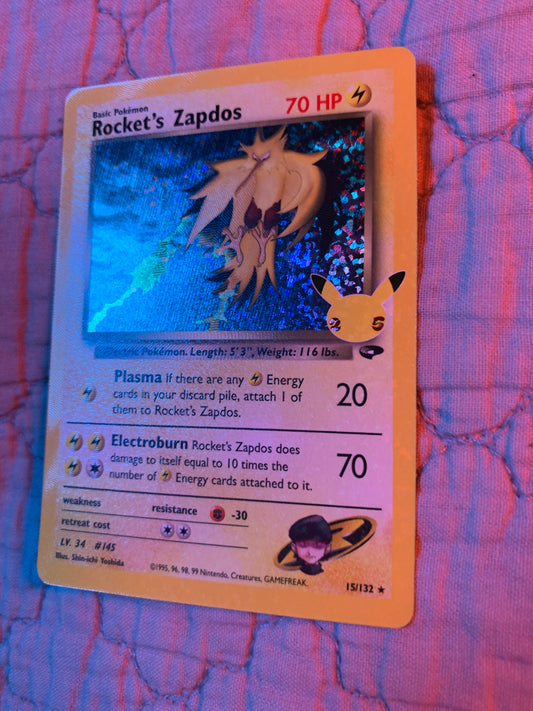 Basic Pokémon
Rocket's Zapdos
70 HP
Electric Pokémon. Length: 5' 3", Weight: 116 lbs.
Plasma If there are any Energy
cards in your discard pile, attach 1 of
them to Rocket's Zapdos.
20
Electroburn Rocket's Zapdos does
damage to itself equal to 10 times the
number of Energy cards attached to it.
70
weakness
resistance
-30
retreat cost
LV. 34 #145
Illus. Shin-ichi Yoshida
©1995, 96, 98, 99 Nintendo, Creatures, GAMEFREAK.
15/132